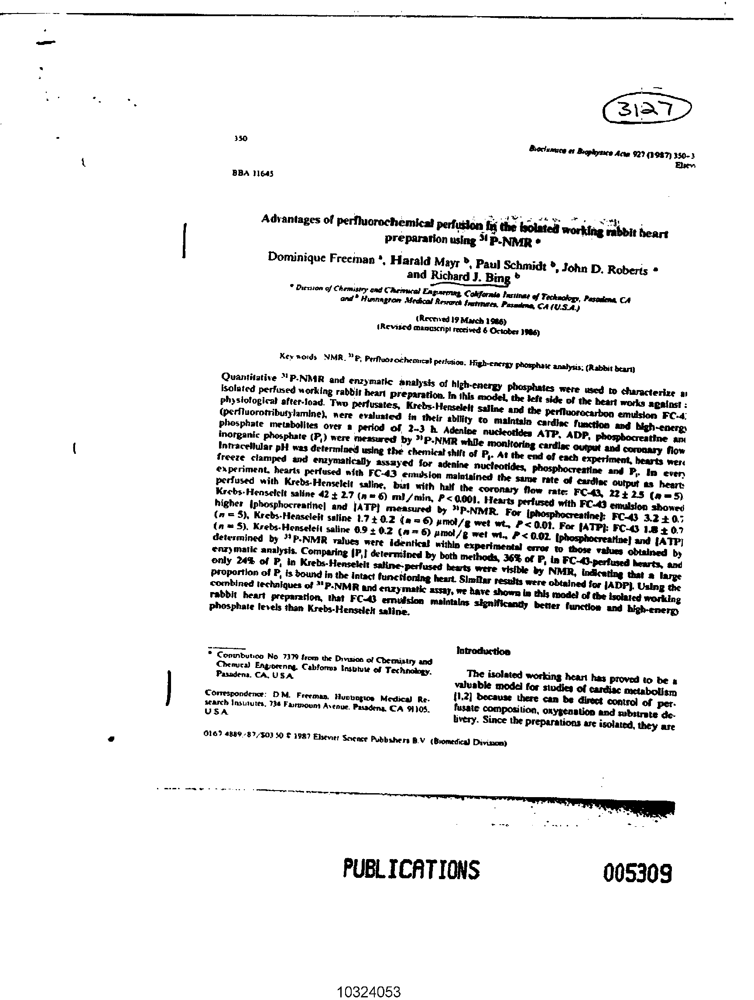 3127
350
Biochimica et Biophysica Acta 927 (1987) 350-3
Elsev
BBA 11645
Advantages of perfluorochemical perfusion in the isolated working rabbit heart
preparation using ³¹P-NMR *
Dominique Freeman ᵃ, Harald Mayr ᵇ, Paul Schmidt ᵇ, John D. Roberts ᵃ
and Richard J. Bing ᵇ
ᵃ Division of Chemistry and Chemical Engineering, California Institute of Technology, Pasadena, CA
and ᵇ Huntington Medical Research Institutes, Pasadena, CA (U.S.A.)
(Received 19 March 1986)
(Revised manuscript received 6 October 1986)
Key words: NMR, ³¹P; Perfluorochemical perfusion; High-energy phosphate analysis; (Rabbit heart)
Quantitative ³¹P-NMR and enzymatic analysis of high-energy phosphates were used to characterize a
isolated perfused working rabbit heart preparation. In this model, the left side of the heart works against
physiological after-load. Two perfusates, Krebs-Henseleit saline and the perfluorocarbon emulsion FC-4
(perfluorotributylamine), were evaluated in their ability to maintain cardiac function and high-energy
phosphate metabolites over a period of 2-3 h. Adenine nucleotides ATP, ADP, phosphocreatine an
inorganic phosphate (Pᵢ) were measured by ³¹P-NMR while monitoring cardiac output and coronary flow
Intracellular pH was determined using the chemical shift of Pᵢ. At the end of each experiment, hearts were
freeze clamped and enzymatically assayed for adenine nucleotides, phosphocreatine and Pᵢ. In every
experiment, hearts perfused with FC-43 emulsion maintained the same rate of cardiac output as hearts
perfused with Krebs-Henseleit saline, but with half the coronary flow rate: FC-43, 22 ± 2.5 (n = 5)
Krebs-Henseleit saline 42 ± 2.7 (n = 6) ml/min, P < 0.001. Hearts perfused with FC-43 emulsion showed
higher [phosphocreatine] and [ATP] measured by ³¹P-NMR. For [phosphocreatine]: FC-43 3.2 ± 0.
(n = 5), Krebs-Henseleit saline 1.7 ± 0.2 (n = 6) μmol/g wet wt., P < 0.01. For [ATP]: FC-43 1.8 ± 0.
(n = 5), Krebs-Henseleit saline 0.9 ± 0.2 (n = 6) μmol/g wet wt., P < 0.02. [phosphocreatine] and [ATP]
determined by ³¹P-NMR values were identical within experimental error to those values obtained by
enzymatic analysis. Comparing [Pᵢ] determined by both methods, 36% of Pᵢ in FC-43-perfused hearts, and
only 24% of Pᵢ in Krebs-Henseleit saline-perfused hearts were visible by NMR, indicating that a large
proportion of Pᵢ is bound in the intact functioning heart. Similar results were obtained for [ADP]. Using the
combined techniques of ³¹P-NMR and enzymatic assay, we have shown in this model of the isolated working
rabbit heart preparation, that FC-43 emulsion maintains significantly better function and high-energy
phosphate levels than Krebs-Henseleit saline.
* Contribution No. 7379 from the Division of Chemistry and
Chemical Engineering, California Institute of Technology,
Pasadena, CA, U.S.A.
Correspondence: D.M. Freeman, Huntington Medical Re-
search Institutes, 734 Fairmount Avenue, Pasadena, CA 91105,
U.S.A.
Introduction
The isolated working heart has proved to be a
valuable model for studies of cardiac metabolism
[1,2] because there can be direct control of per-
fusate composition, oxygenation and substrate de-
livery. Since the preparations are isolated, they are
0167-4889/87/$03.50 © 1987 Elsevier Science Publishers B.V. (Biomedical Division)
PUBLICATIONS
005309
10324053